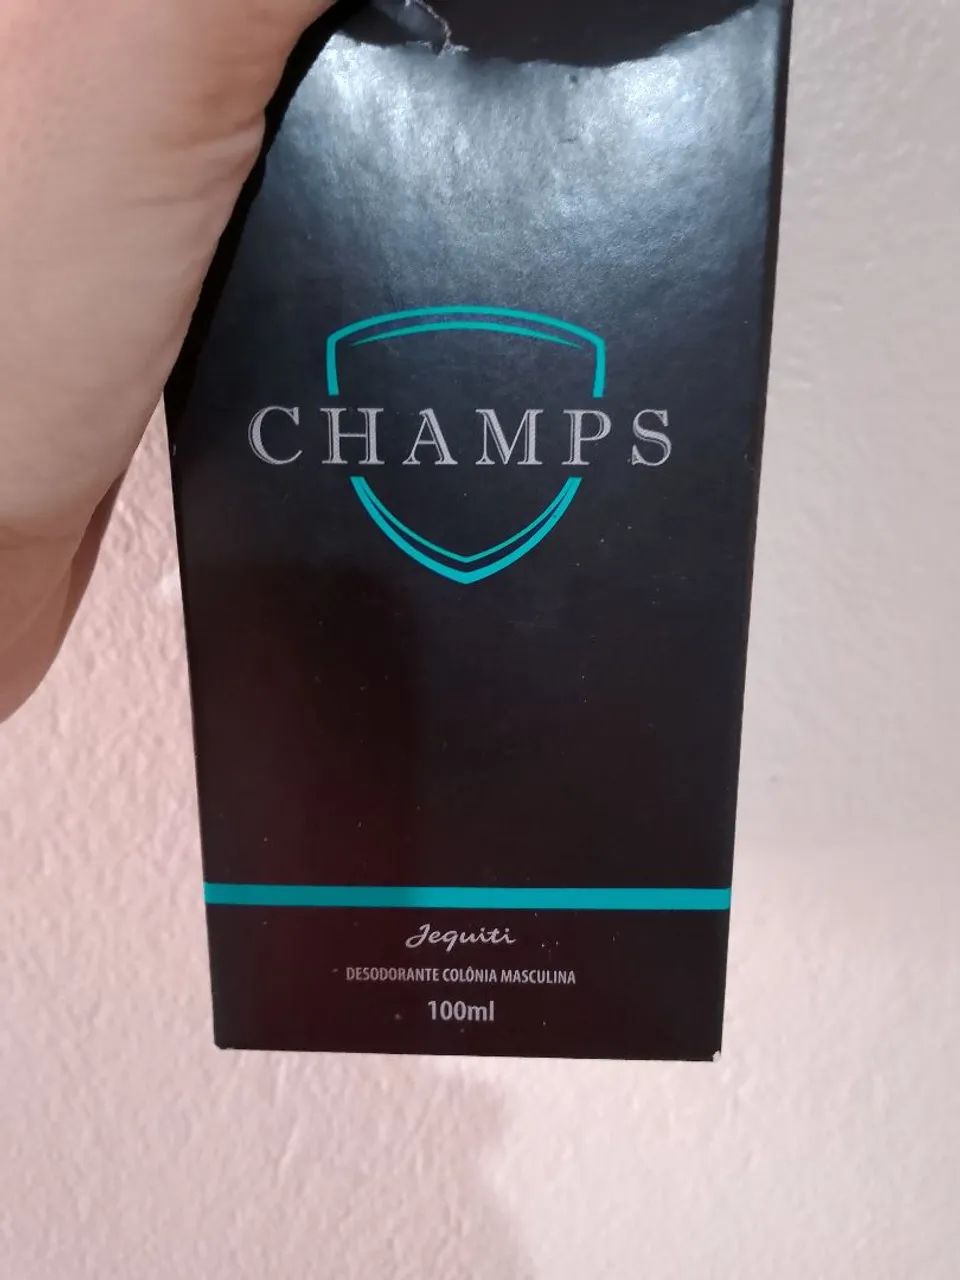 CHAMPS
Jequiti
DESODORANTE COLÔNIA MASCULINA
100ml